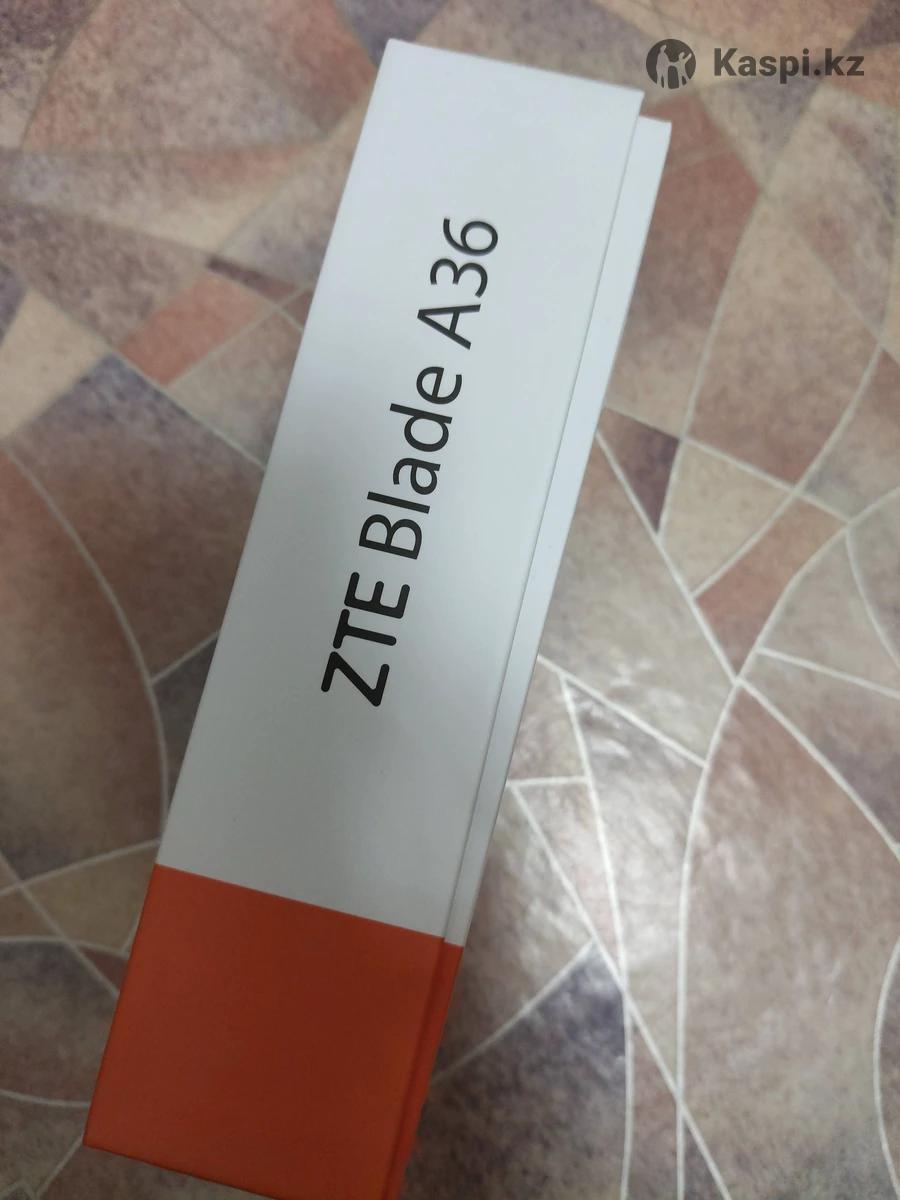 Kaspi.kz
ZTE Blade A36